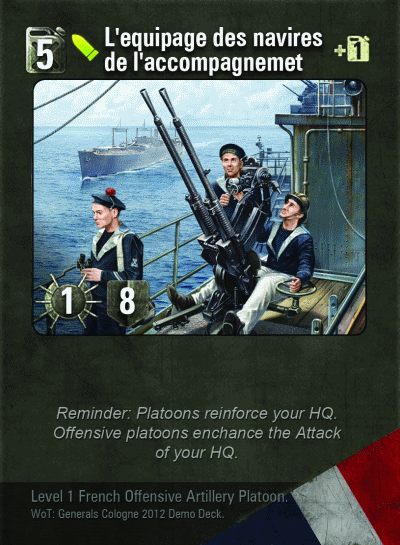 5
L'equipage des navires
de l'accompagnemet
+1
1
8
Reminder: Platoons reinforce your HQ.
Offensive platoons enchance the Attack
of your HQ.
Level 1 French Offensive Artillery Platoon.
WoT: Generals Cologne 2012 Demo Deck.